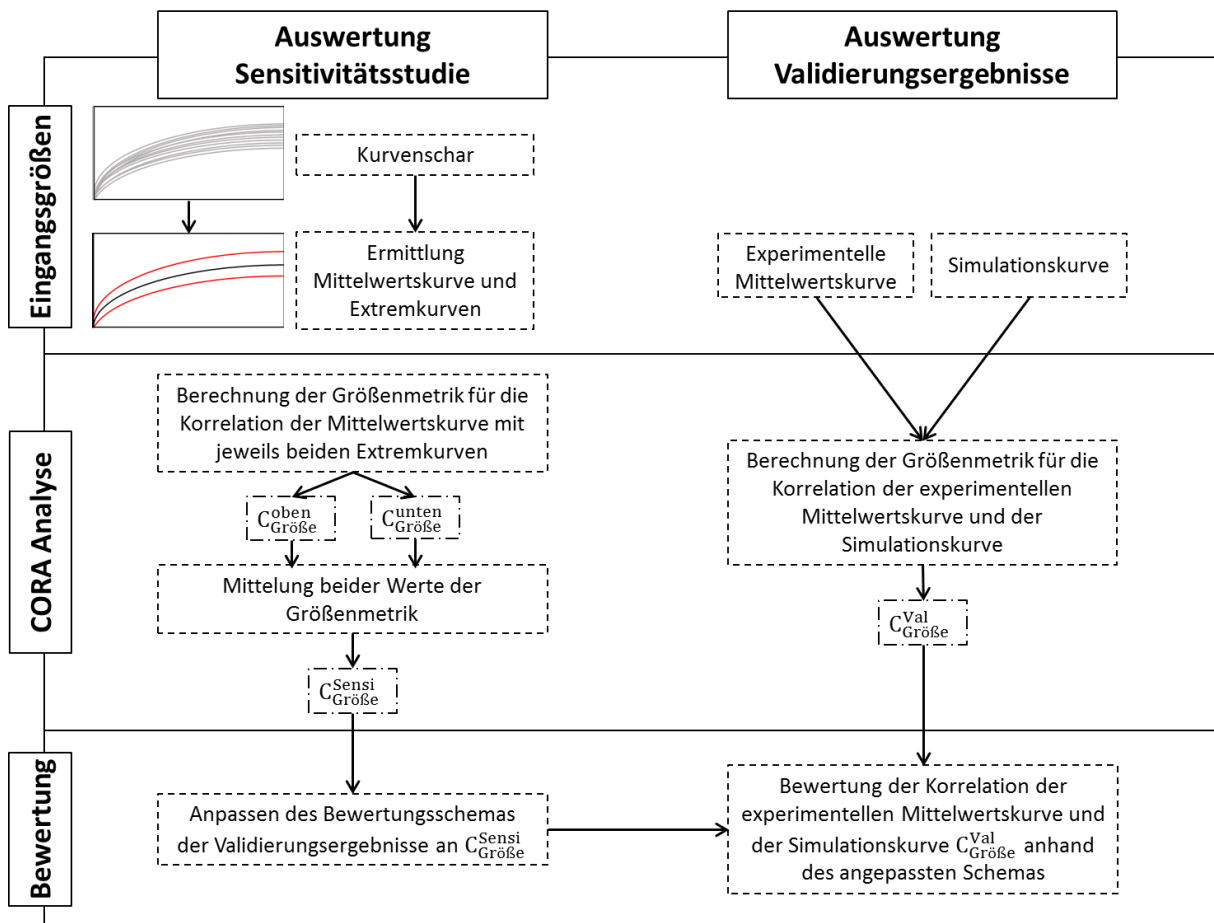 Auswertung
Sensitivitätsstudie
Auswertung
Validierungsergebnisse
Eingangsgrößen
Kurvenschar
Ermittlung
Mittelwertskurve und
Extremkurven
Experimentelle
Mittelwertskurve
Simulationskurve
CORA Analyse
Berechnung der Größenmetrik für die
Korrelation der Mittelwertskurve mit
jeweils beiden Extremkurven
C^oben_Größe
C^unten_Größe
Mittelung beider Werte der
Größenmetrik
C^Sensi_Größe
Berechnung der Größenmetrik für die
Korrelation der experimentellen
Mittelwertskurve und der
Simulationskurve
C^Val_Größe
Bewertung
Anpassen des Bewertungsschemas
der Validierungsergebnisse an C^Sensi_Größe
Bewertung der Korrelation der
experimentellen Mittelwertskurve und
der Simulationskurve C^Val_Größe anhand
des angepassten Schemas